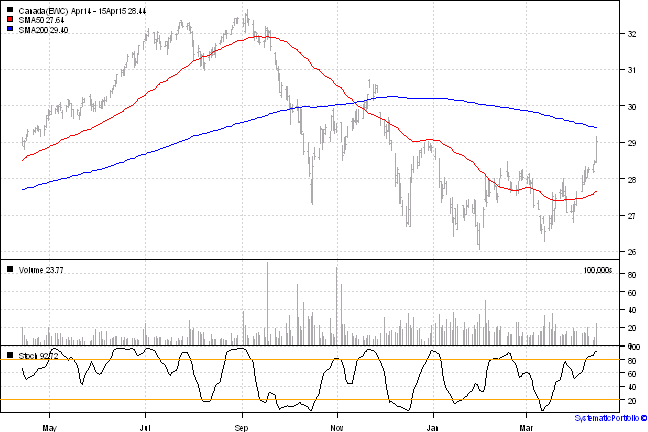 Canada(EWC) Apr14 - 15Apr15 28.44
SMA50 27.64
SMA200 29.40
32
31
30
29
28
27
26
Volume 23.77
100,000s
80
60
40
20
0
Stoch 92.72
100
80
60
40
20
May
Jul
Sep
Nov
Jan
Mar
SystematicPortfolio ©